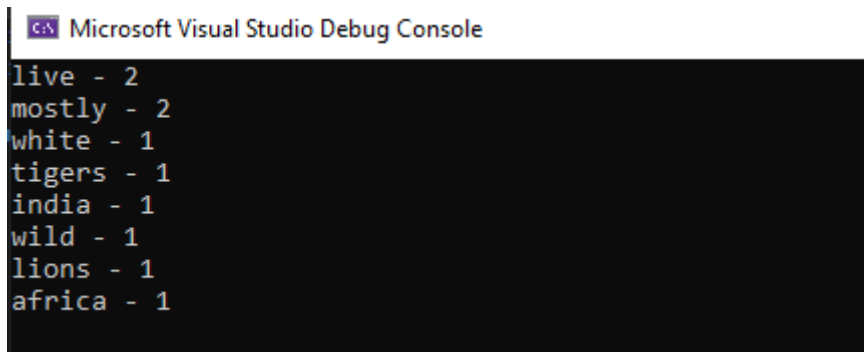 Microsoft Visual Studio Debug Console
live - 2
mostly - 2
white - 1
tigers - 1
india - 1
wild - 1
lions - 1
africa - 1